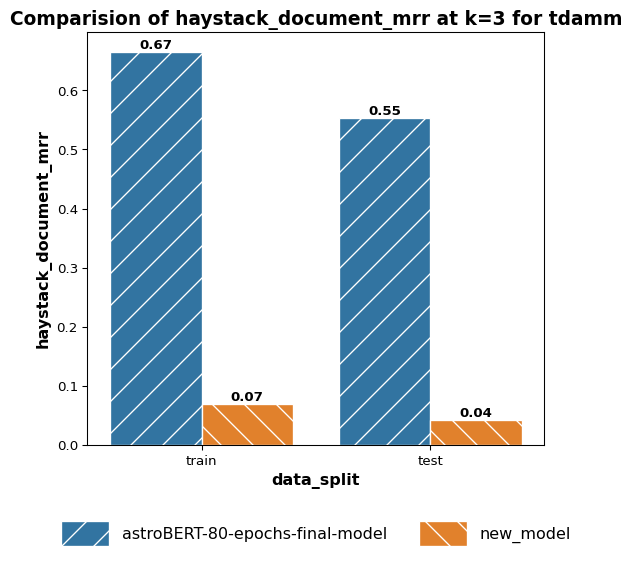 Comparision of haystack_document_mrr at k=3 for tdamm
haystack_document_mrr
0.6
0.5
0.4
0.3
0.2
0.1
0.0
0.67
0.07
0.55
0.04
train
test
data_split
astroBERT-80-epochs-final-model
new_model